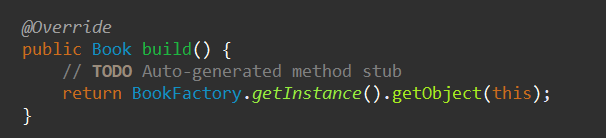 @Override
public Book build() {
    // TODO Auto-generated method stub
    return BookFactory.getInstance().getObject(this);
}